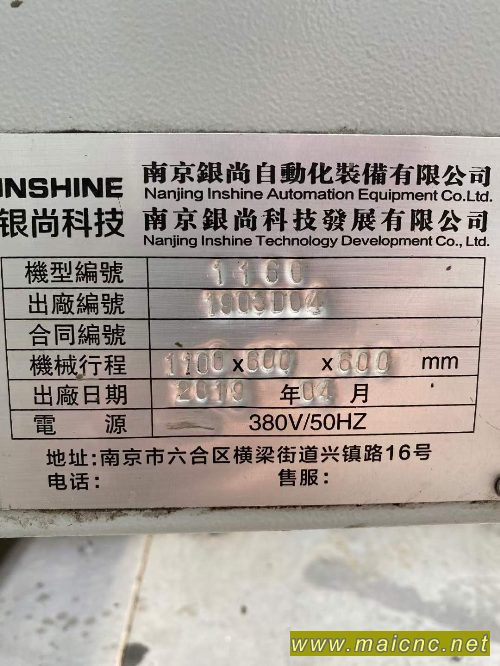 INSHINE 南京銀尚自動化裝備有限公司
Nanjing Inshine Automation Equipment Co.Ltd.
银尚科技 南京銀尚科技發展有限公司
Nanjing Inshine Technology Development Co., Ltd.
機型編號 1160
出廠編號 1903D04
合同編號
機械行程 1100 x600 x600 mm
出廠日期 2019 年04 月
電 源 380V/50HZ
地址:南京市六合区横梁街道兴镇路16号
电话: 售服:
www.maicnc.net